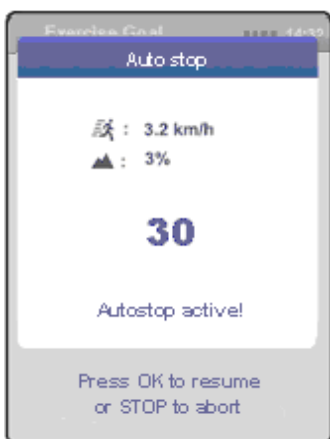 Exercise Goal 14:32
Auto stop
: 3.2 km/h
: 3%
30
Autostop active!
Press OK to resume
or STOP to abort